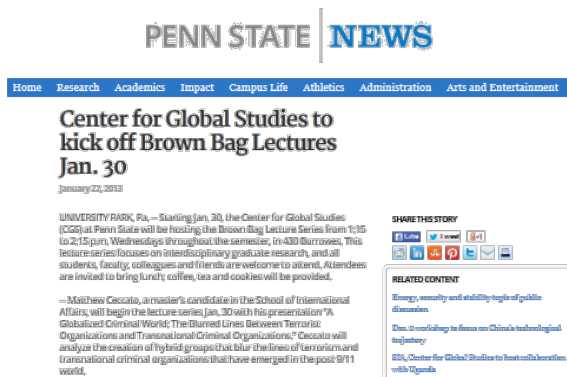 PENN STATE NEWS
Home Research Academics Impact Campus Life Athletics Administration Arts and Entertainment
Center for Global Studies to
kick off Brown Bag Lectures
Jan. 30
January 22, 2013
UNIVERSITY PARK, Pa. -- Starting Jan. 30, the Center for Global Studies
(CGS) at Penn State will be hosting the Brown Bag Lecture Series from 1:15
to 2:15 p.m. Wednesdays throughout the semester, in 430 Burrowes. This
lecture series focuses on interdisciplinary graduate research, and all
students, faculty, colleagues and friends are welcome to attend. Attendees
are invited to bring lunch; coffee, tea and cookies will be provided.
-- Matthew Ceccato, a master's candidate in the School of International
Affairs, will begin the lecture series Jan. 30 with his presentation "A
Globalized Criminal World: The Blurred Lines Between Terrorist
Organizations and Transnational Criminal Organizations." Ceccato will
analyze the creation of hybrid groups that blur the lines of terrorism and
transnational criminal organizations that have emerged in the post 9/11
world.
SHARE THIS STORY
Like Tweet +1
RELATED CONTENT
Energy, security and stability topic of public
discussion
Dec. 2 workshop to focus on China's technological
trajectory
SIA, Center for Global Studies to host collaboration
with Uganda